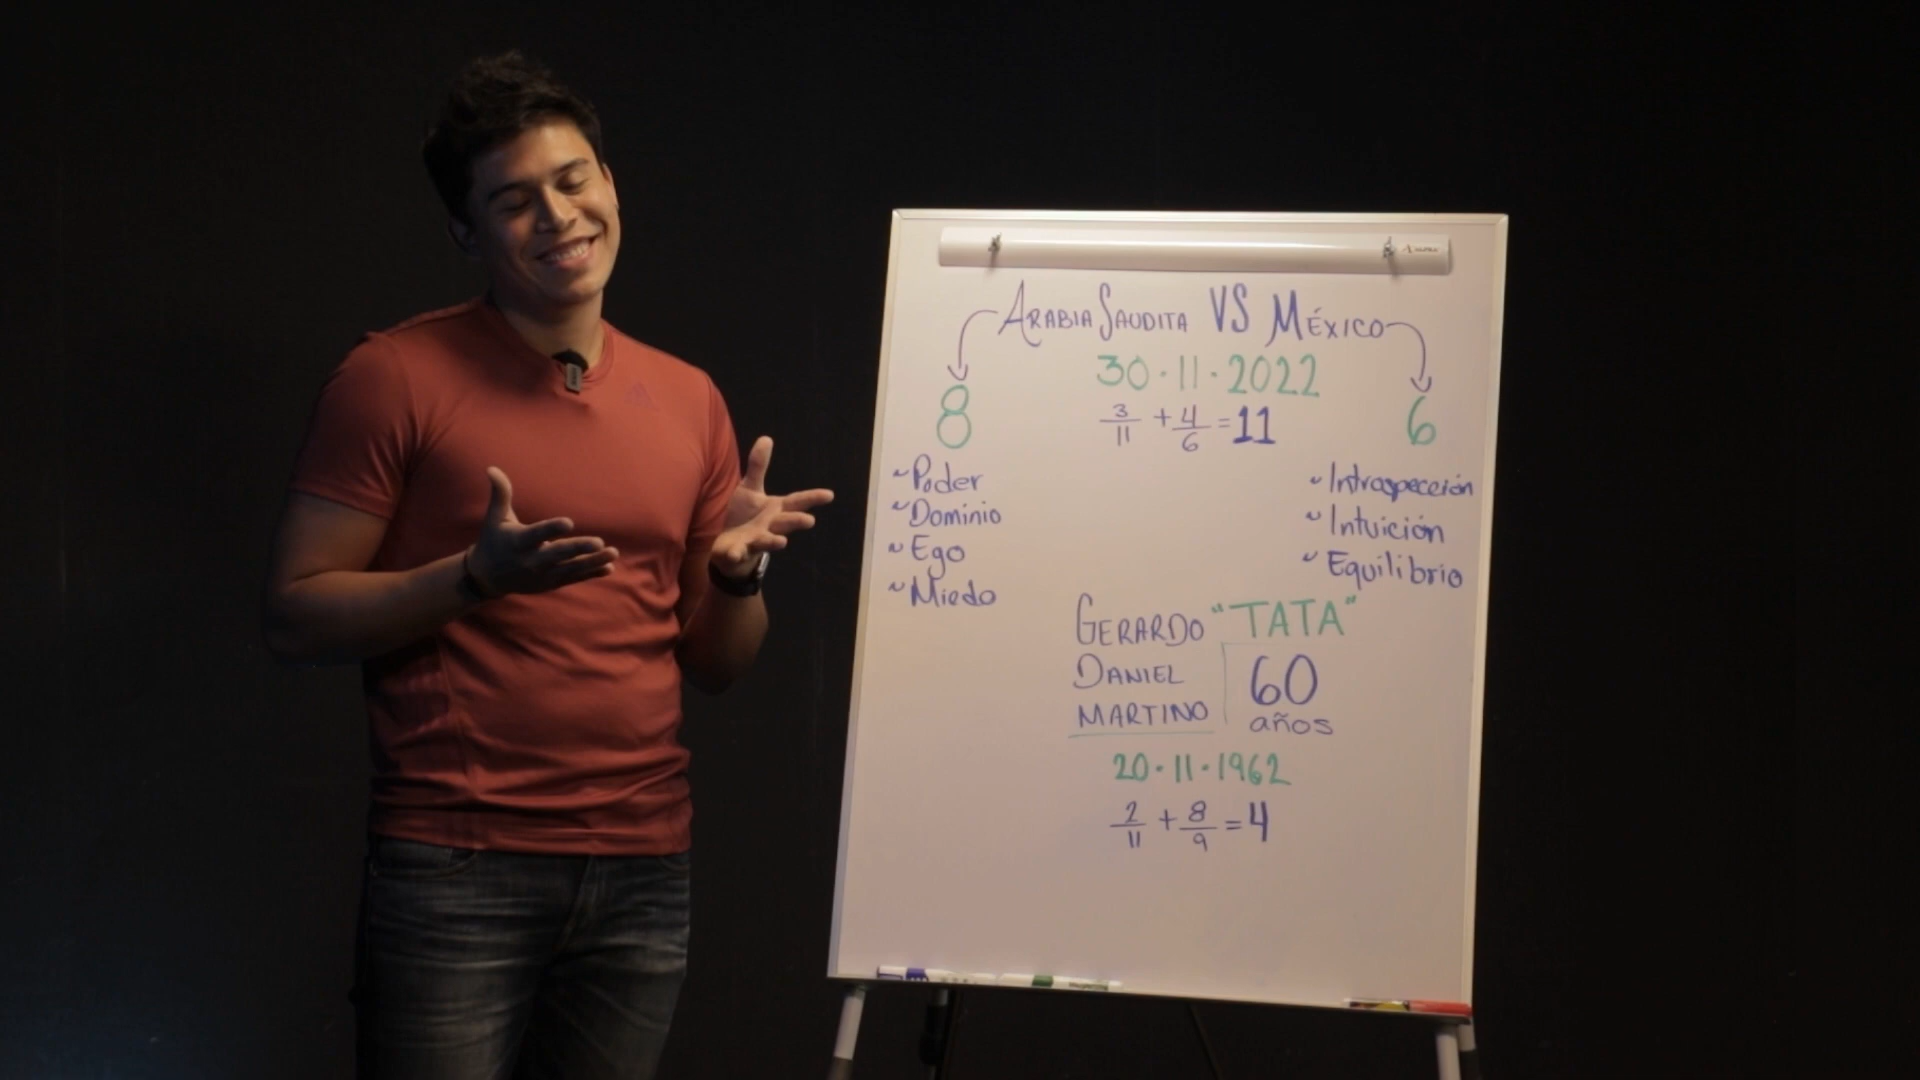 Arabia Saudita VS México
30·11·2022
8
3/11 + 4/6 = 11
6
~Poder
~Dominio
~Ego
~Miedo
~Introspección
~Intuición
~Equilibrio
Gerardo "TATA"
Daniel
Martino
60
años
20·11·1962
2/11 + 8/9 = 4